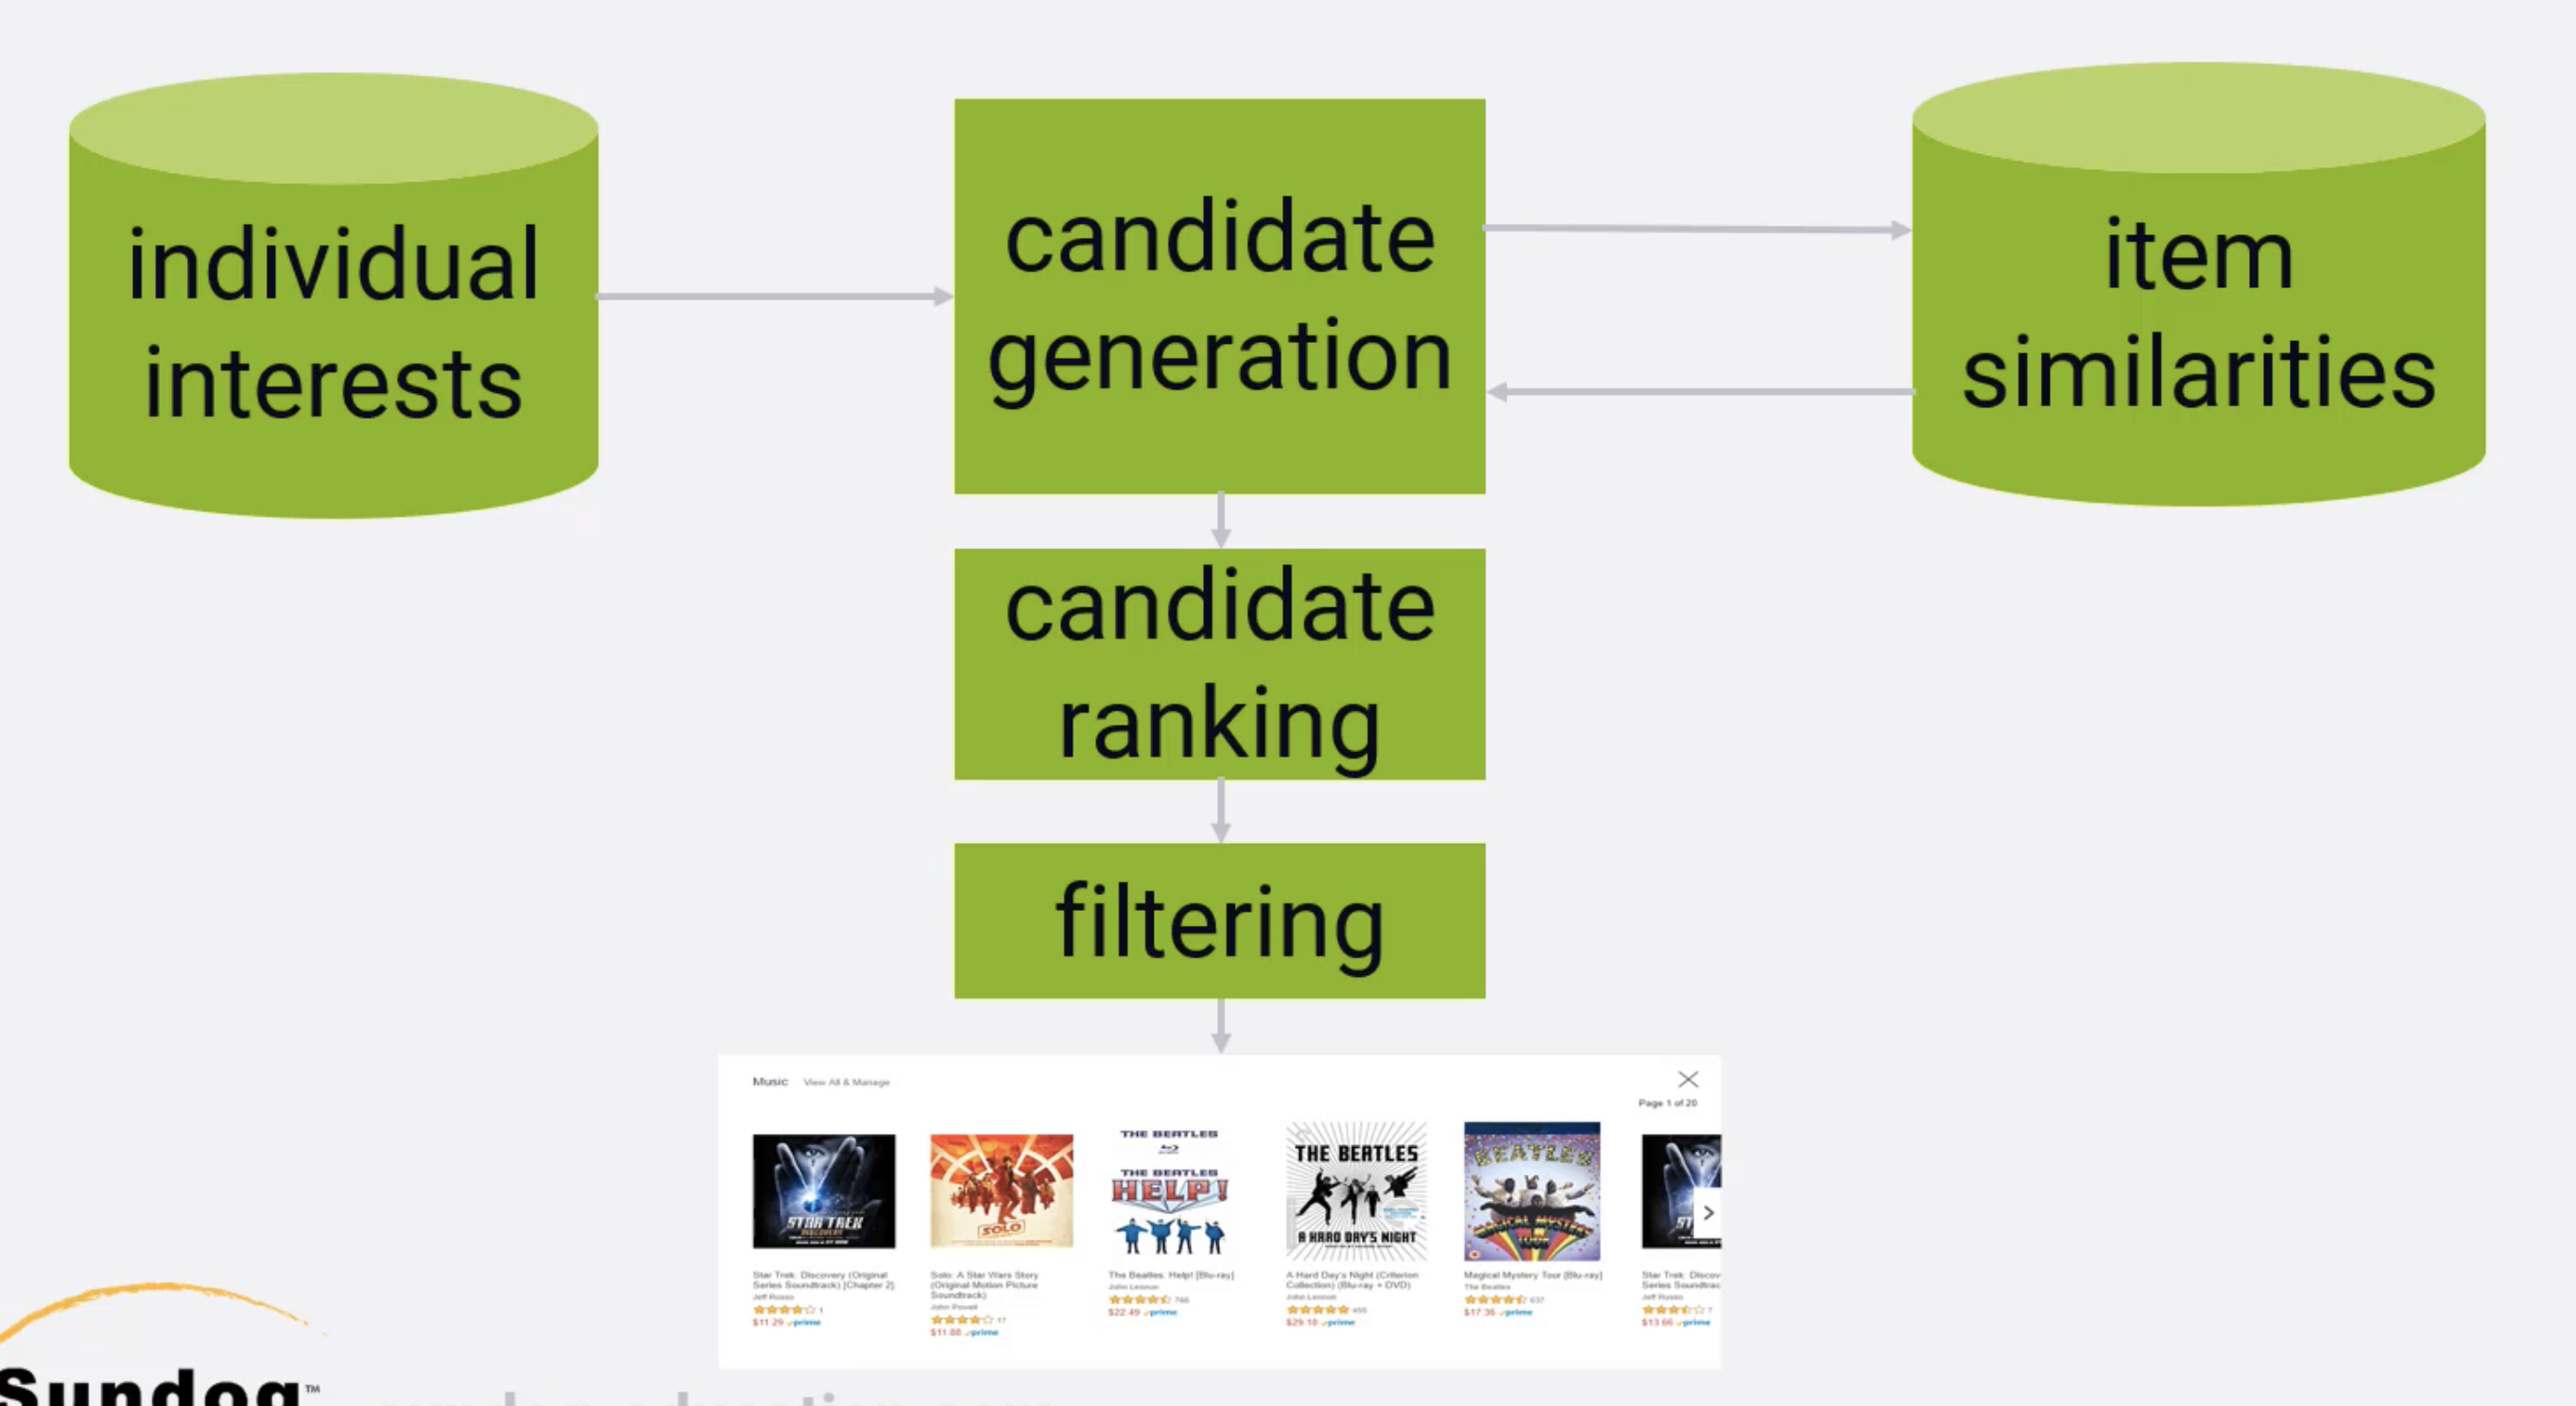 individual
interests
candidate
generation
item
similarities
candidate
ranking
filtering
Music View All & Manage
Page 1 of 20
STAR TREK
DISCOVERY
Star Trek: Discovery (Original
Series Soundtrack) [Chapter 2]
Jeff Russo
1
$11.29 prime
SOLO
Solo: A Star Wars Story
(Original Motion Picture
Soundtrack)
John Powell
17
$11.88 prime
THE BEATLES
THE BEATLES
HELP!
The Beatles: Help! [Blu-ray]
John Lennon
768
$22.49 prime
THE BEATLES
A HARD DAY'S NIGHT
A Hard Day's Night (Criterion
Collection) (Blu-ray + DVD)
John Lennon
455
$29.10 prime
BEATLES
MAGICAL MYSTERY
TOUR
Magical Mystery Tour [Blu-ray]
The Beatles
637
$17.36 prime
ST
Star Trek: Discov
Series Soundtrac
Jeff Russo
7
$13.66 prime
Sundog™